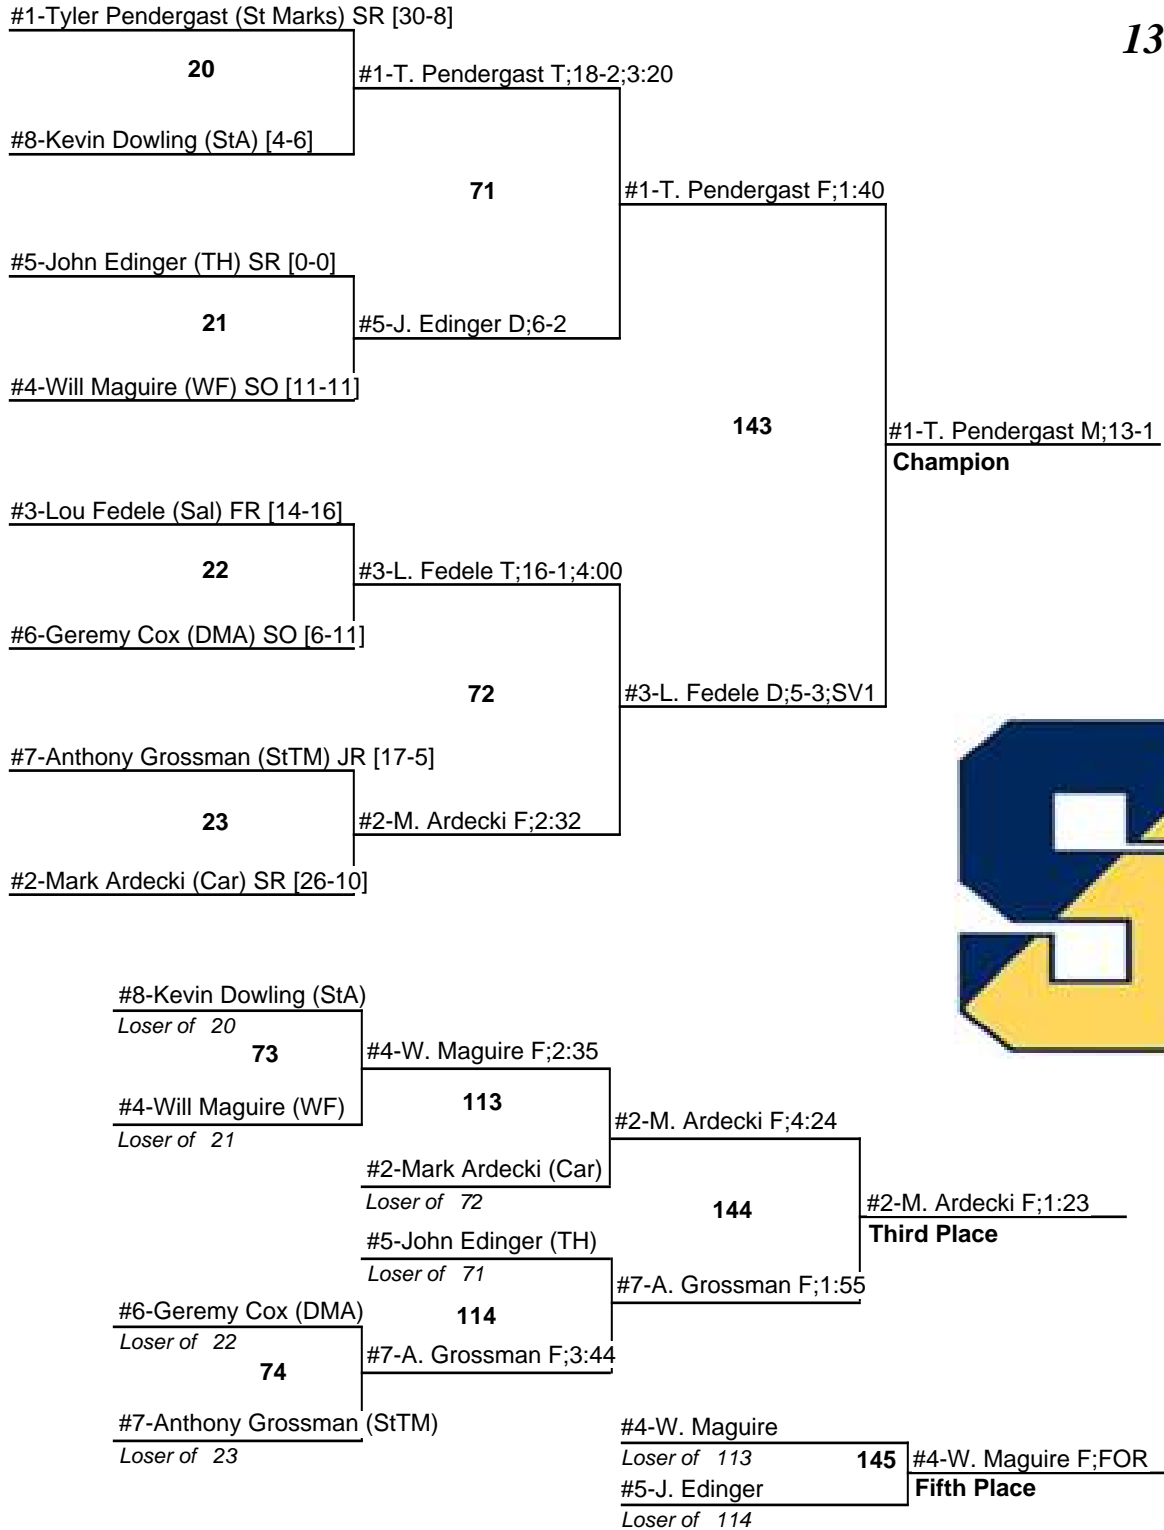 #1-Tyler Pendergast (St Marks) SR [30-8]
13
20
#1-T. Pendergast T;18-2;3:20
#8-Kevin Dowling (StA) [4-6]
71
#1-T. Pendergast F;1:40
#5-John Edinger (TH) SR [0-0]
21
#5-J. Edinger D;6-2
#4-Will Maguire (WF) SO [11-11]
143
#1-T. Pendergast M;13-1
Champion
#3-Lou Fedele (Sal) FR [14-16]
22
#3-L. Fedele T;16-1;4:00
#6-Geremy Cox (DMA) SO [6-11]
72
#3-L. Fedele D;5-3;SV1
#7-Anthony Grossman (StTM) JR [17-5]
23
#2-M. Ardecki F;2:32
#2-Mark Ardecki (Car) SR [26-10]
S
#8-Kevin Dowling (StA)
Loser of 20
73
#4-W. Maguire F;2:35
#4-Will Maguire (WF)
Loser of 21
113
#2-M. Ardecki F;4:24
#2-Mark Ardecki (Car)
Loser of 72
144
#2-M. Ardecki F;1:23
Third Place
#5-John Edinger (TH)
Loser of 71
#7-A. Grossman F;1:55
#6-Geremy Cox (DMA)
Loser of 22
114
74
#7-A. Grossman F;3:44
#7-Anthony Grossman (StTM)
Loser of 23
#4-W. Maguire
Loser of 113
145
#4-W. Maguire F;FOR
Fifth Place
#5-J. Edinger
Loser of 114